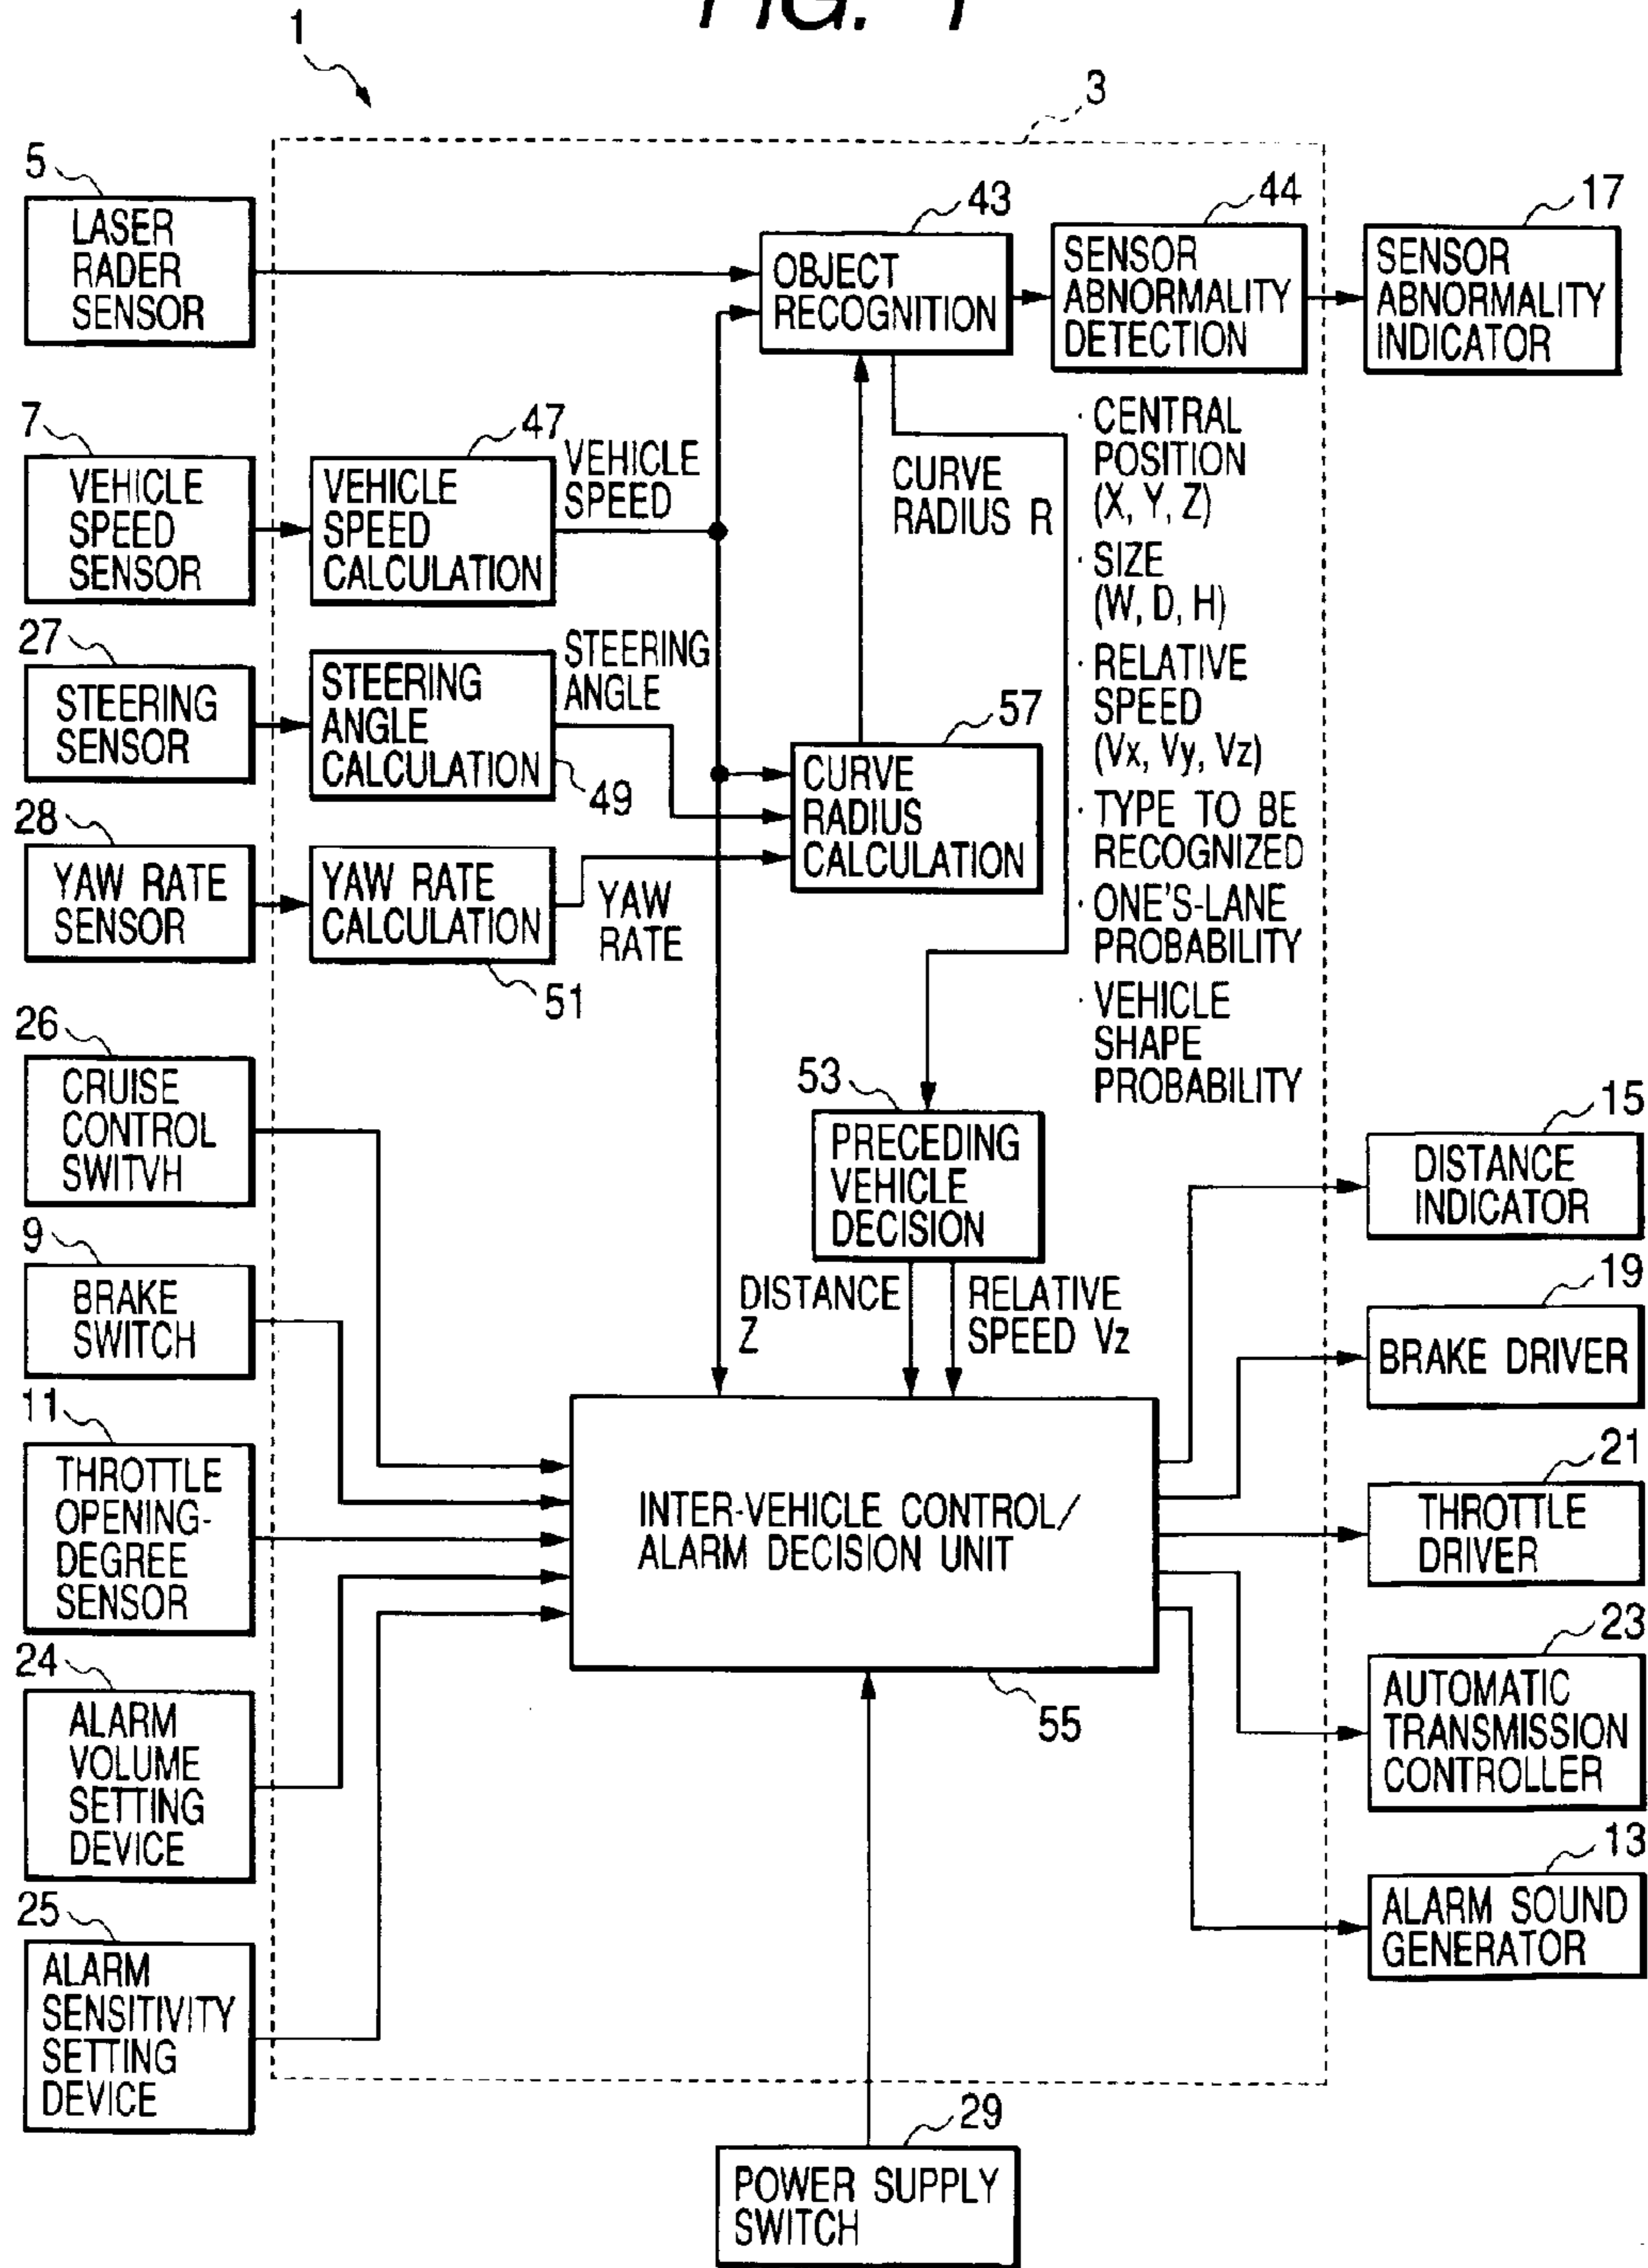 FIG. 1
1
3
5
LASER
RADER
SENSOR
43
OBJECT
RECOGNITION
44
SENSOR
ABNORMALITY
DETECTION
17
SENSOR
ABNORMALITY
INDICATOR
7
VEHICLE
SPEED
SENSOR
47
VEHICLE
SPEED
CALCULATION
VEHICLE
SPEED
CURVE
RADIUS R
· CENTRAL
POSITION
(X, Y, Z)
· SIZE
(W, D, H)
· RELATIVE
SPEED
(Vx, Vy, Vz)
· TYPE TO BE
RECOGNIZED
· ONE'S-LANE
PROBABILITY
· VEHICLE
SHAPE
PROBABILITY
27
STEERING
SENSOR
STEERING
ANGLE
CALCULATION
49
STEERING
ANGLE
57
CURVE
RADIUS
CALCULATION
28
YAW RATE
SENSOR
YAW RATE
CALCULATION
51
YAW
RATE
26
CRUISE
CONTROL
SWITVH
53
PRECEDING
VEHICLE
DECISION
15
DISTANCE
INDICATOR
9
BRAKE
SWITCH
DISTANCE
Z
RELATIVE
SPEED Vz
19
BRAKE DRIVER
11
THROTTLE
OPENING-
DEGREE
SENSOR
INTER-VEHICLE CONTROL/
ALARM DECISION UNIT
55
21
THROTTLE
DRIVER
24
ALARM
VOLUME
SETTING
DEVICE
23
AUTOMATIC
TRANSMISSION
CONTROLLER
25
ALARM
SENSITIVITY
SETTING
DEVICE
13
ALARM SOUND
GENERATOR
29
POWER SUPPLY
SWITCH